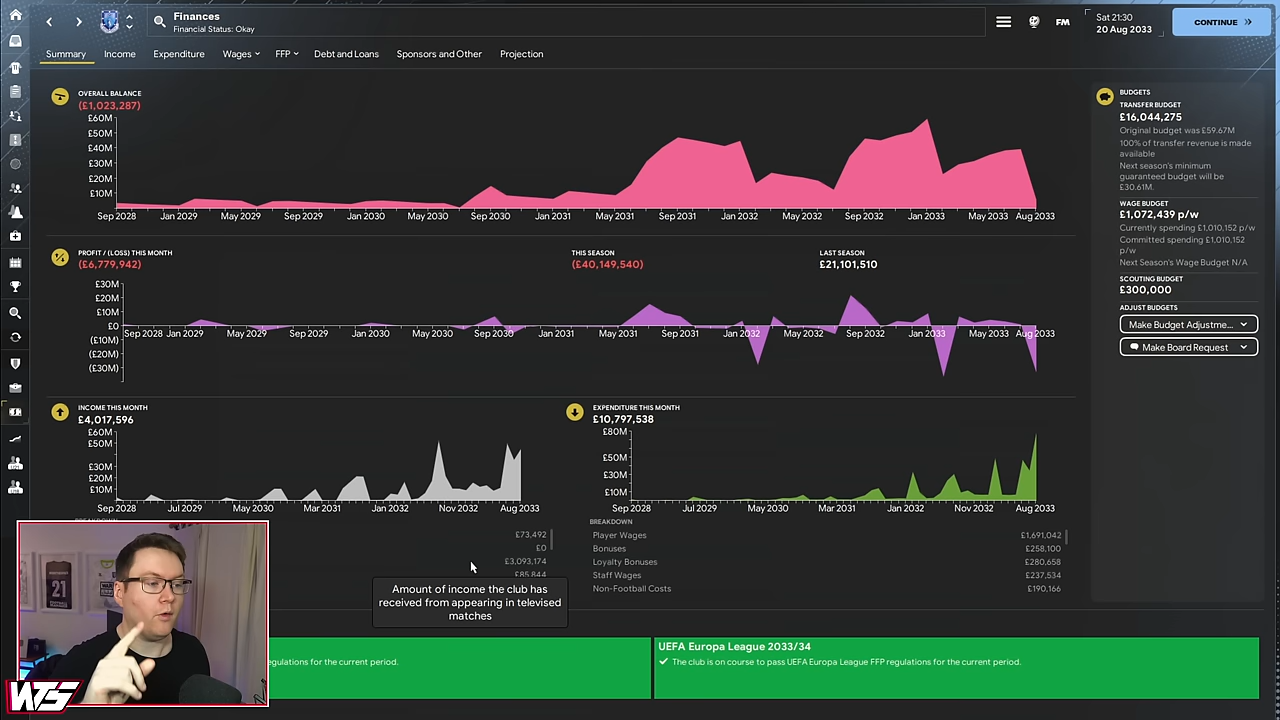 Finances
Financial Status: Okay
FM
Sat 21:30
20 Aug 2033
CONTINUE
Summary
Income
Expenditure
Wages
FFP
Debt and Loans
Sponsors and Other
Projection
OVERALL BALANCE
(£1,023,287)
£60M
£50M
£40M
£30M
£20M
£10M
Sep 2028 Jan 2029 May 2029 Sep 2029 Jan 2030 May 2030 Sep 2030 Jan 2031 May 2031 Sep 2031 Jan 2032 May 2032 Sep 2032 Jan 2033 May 2033 Aug 2033
PROFIT / (LOSS) THIS MONTH
(£6,779,942)
THIS SEASON
(£40,149,540)
LAST SEASON
£21,101,510
£30M
£20M
£10M
£0
(£10M)
(£20M)
(£30M)
Sep 2028 Jan 2029 May 2029 Sep 2029 Jan 2030 May 2030 Sep 2030 Jan 2031 May 2031 Sep 2031 Jan 2032 May 2032 Sep 2032 Jan 2033 May 2033 Aug 2033
INCOME THIS MONTH
£4,017,596
£60M
£50M
£30M
£20M
£10M
Sep 2028 Jul 2029 May 2030 Mar 2031 Jan 2032 Nov 2032 Aug 2033
£73,492
£0
£3,093,174
£85,844
Amount of income the club has
received from appearing in televised
matches
EXPENDITURE THIS MONTH
£10,797,538
£80M
£50M
£30M
£10M
Sep 2028 Jul 2029 May 2030 Mar 2031 Jan 2032 Nov 2032 Aug 2033
BREAKDOWN
Player Wages £1,691,042
Bonuses £258,100
Loyalty Bonuses £280,658
Staff Wages £237,534
Non-Football Costs £190,166
BUDGETS
TRANSFER BUDGET
£16,044,275
Original budget was £59.67M
100% of transfer revenue is made
available
Next season's minimum
guaranteed budget will be
£30.61M.
WAGE BUDGET
£1,072,439 p/w
Currently spending £1,010,152 p/w
Committed spending £1,010,152
p/w
Next Season's Wage Budget N/A
SCOUTING BUDGET
£300,000
ADJUST BUDGETS
Make Budget Adjustme...
Make Board Request
egulations for the current period.
UEFA Europa League 2033/34
The club is on course to pass UEFA Europa League FFP regulations for the current period.
21
WTS